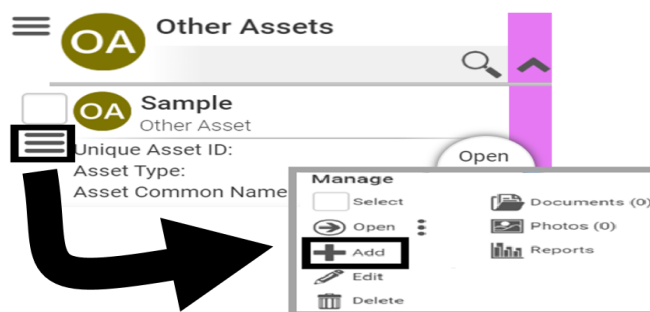 OA Other Assets
OA Sample
Other Asset
Unique Asset ID:
Asset Type:
Asset Common Name
Open
Manage
Select
Documents (0)
Open
Photos (0)
Add
Reports
Edit
Delete